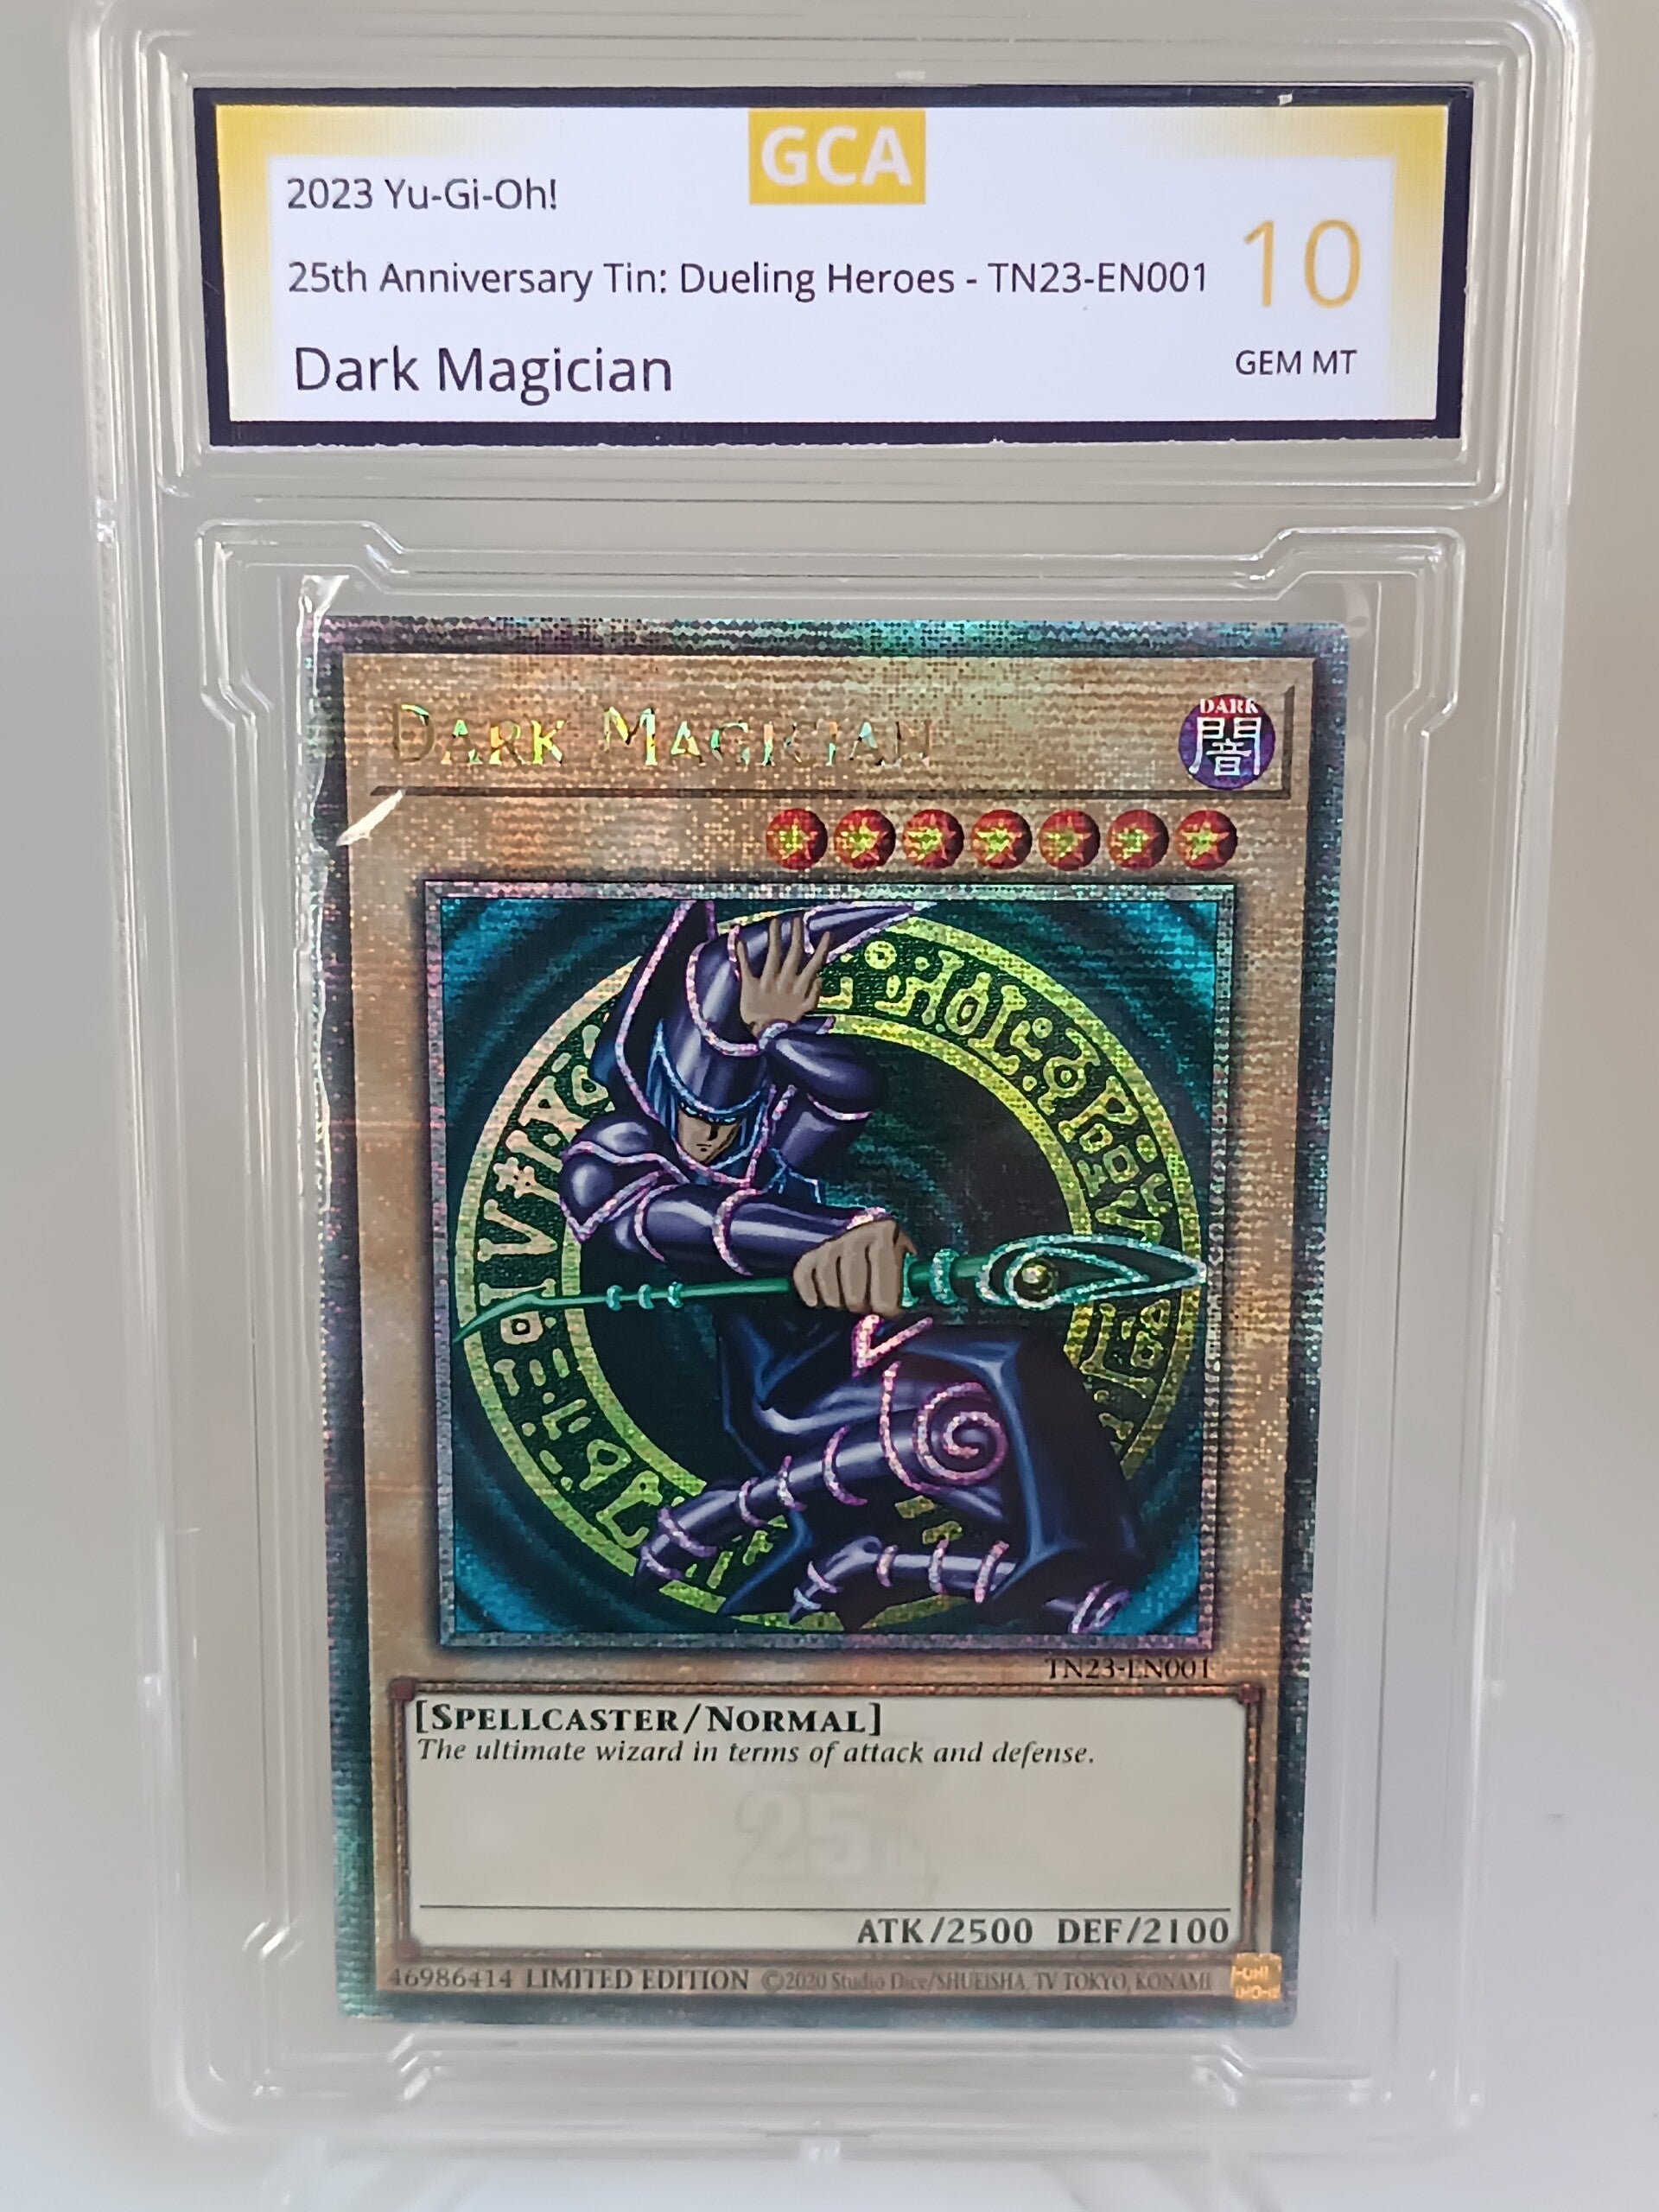 GCA
2023 Yu-Gi-Oh!
25th Anniversary Tin: Dueling Heroes - TN23-EN001
10
Dark Magician
GEM MT
DARK MAGICIAN
DARK
闇
TN23-EN001
[SPELLCASTER/NORMAL]
The ultimate wizard in terms of attack and defense.
25th
ATK/2500 DEF/2100
46986414 LIMITED EDITION ©2020 Studio Dice/SHUEISHA, TV TOKYO, KONAMI